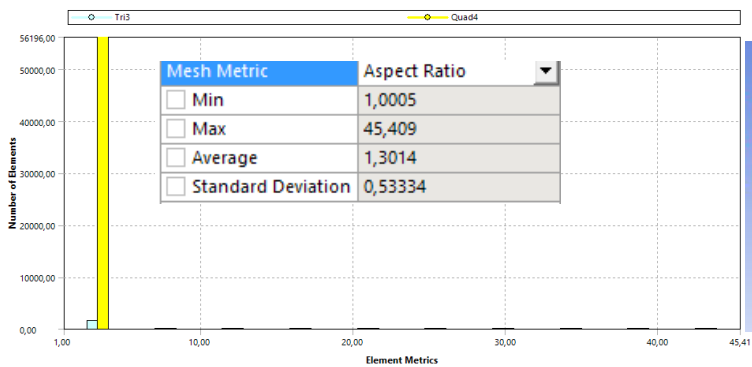 Tri3 Quad4
56196,00
50000,00
40000,00
30000,00
20000,00
10000,00
0,00
Number of Elements
Mesh Metric Aspect Ratio
Min 1,0005
Max 45,409
Average 1,3014
Standard Deviation 0,53334
1,00 10,00 20,00 30,00 40,00 45,41
Element Metrics